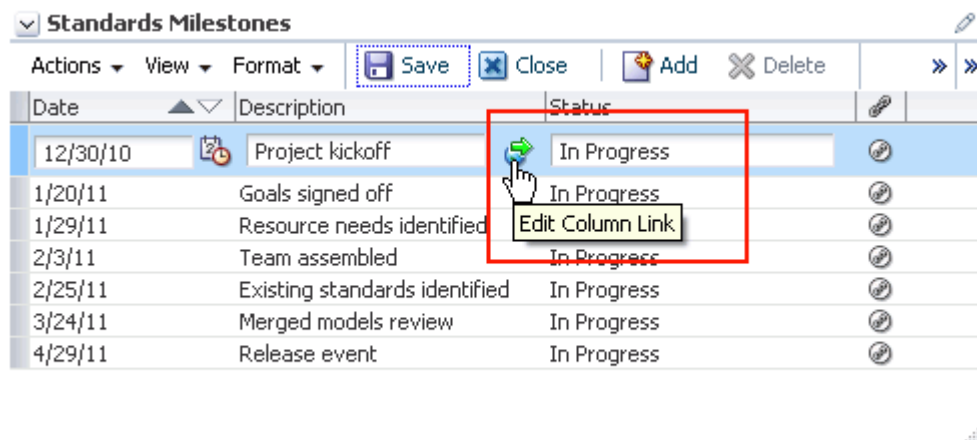 Standards Milestones
Actions View Format Save Close Add Delete » »
Date Description Status
12/30/10 Project kickoff In Progress
1/20/11 Goals signed off In Progress
1/29/11 Resource needs identified
Edit Column Link
2/3/11 Team assembled In Progress
2/25/11 Existing standards identified In Progress
3/24/11 Merged models review In Progress
4/29/11 Release event In Progress